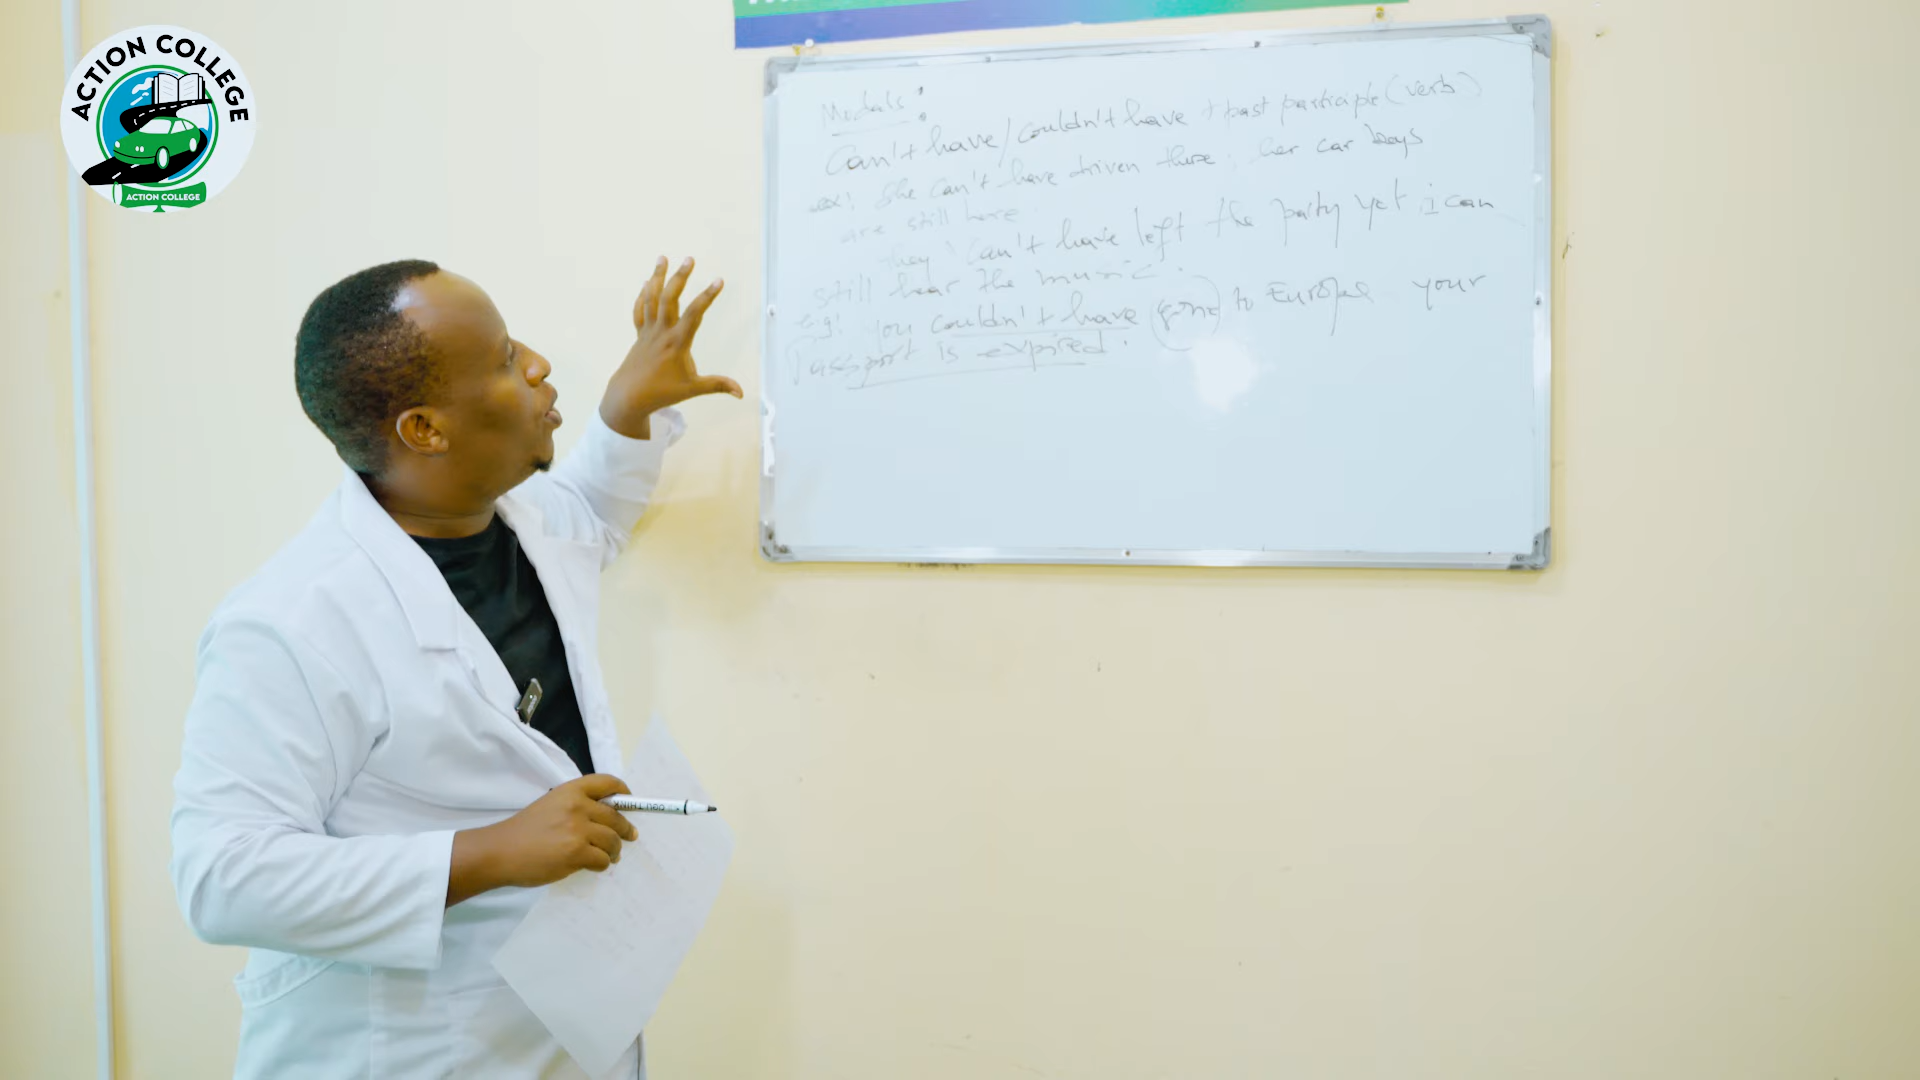 ACTION COLLEGE
ACTION COLLEGE
Modals:
Can't have/couldn't have + past participle (verb)
ex: She can't have driven there; her car keys
are still here
they can't have left the party yet i can
still hear the music.
e.g: you couldn't have gone to Europe your
Passport is expired.